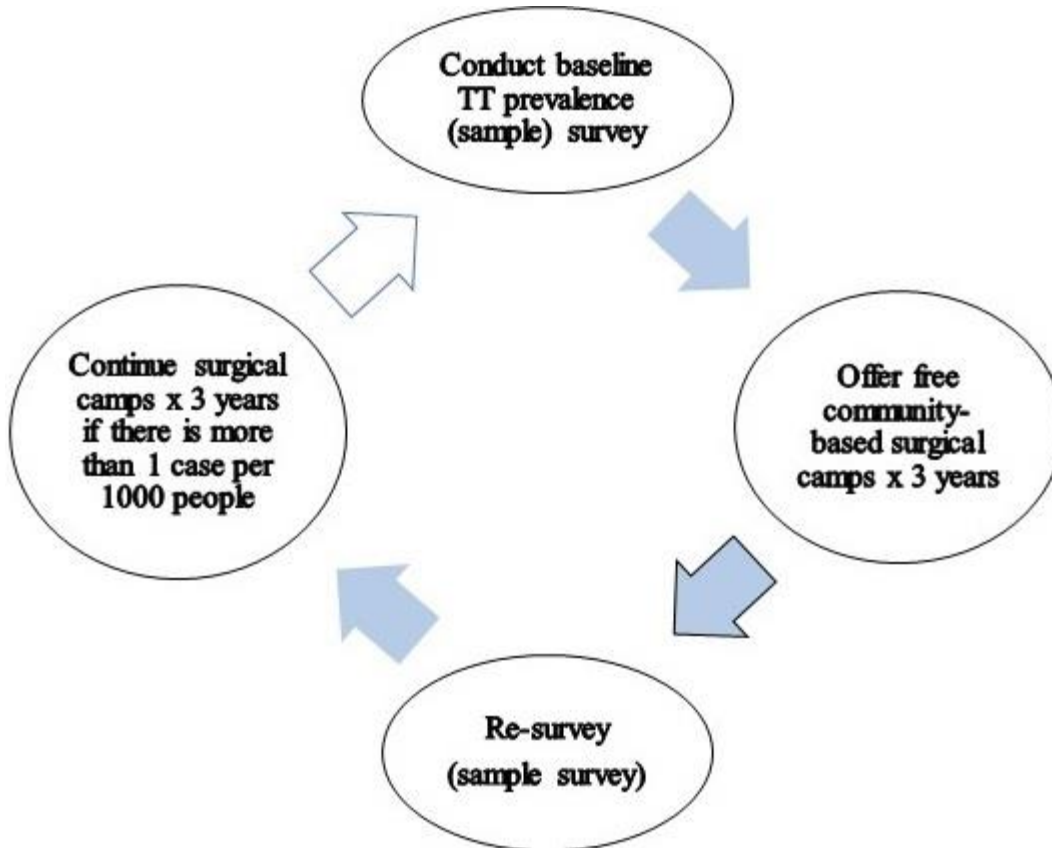 Conduct baseline
TT prevalence
(sample) survey
Offer free
community-
based surgical
camps x 3 years
Re-survey
(sample survey)
Continue surgical
camps x 3 years
if there is more
than 1 case per
1000 people